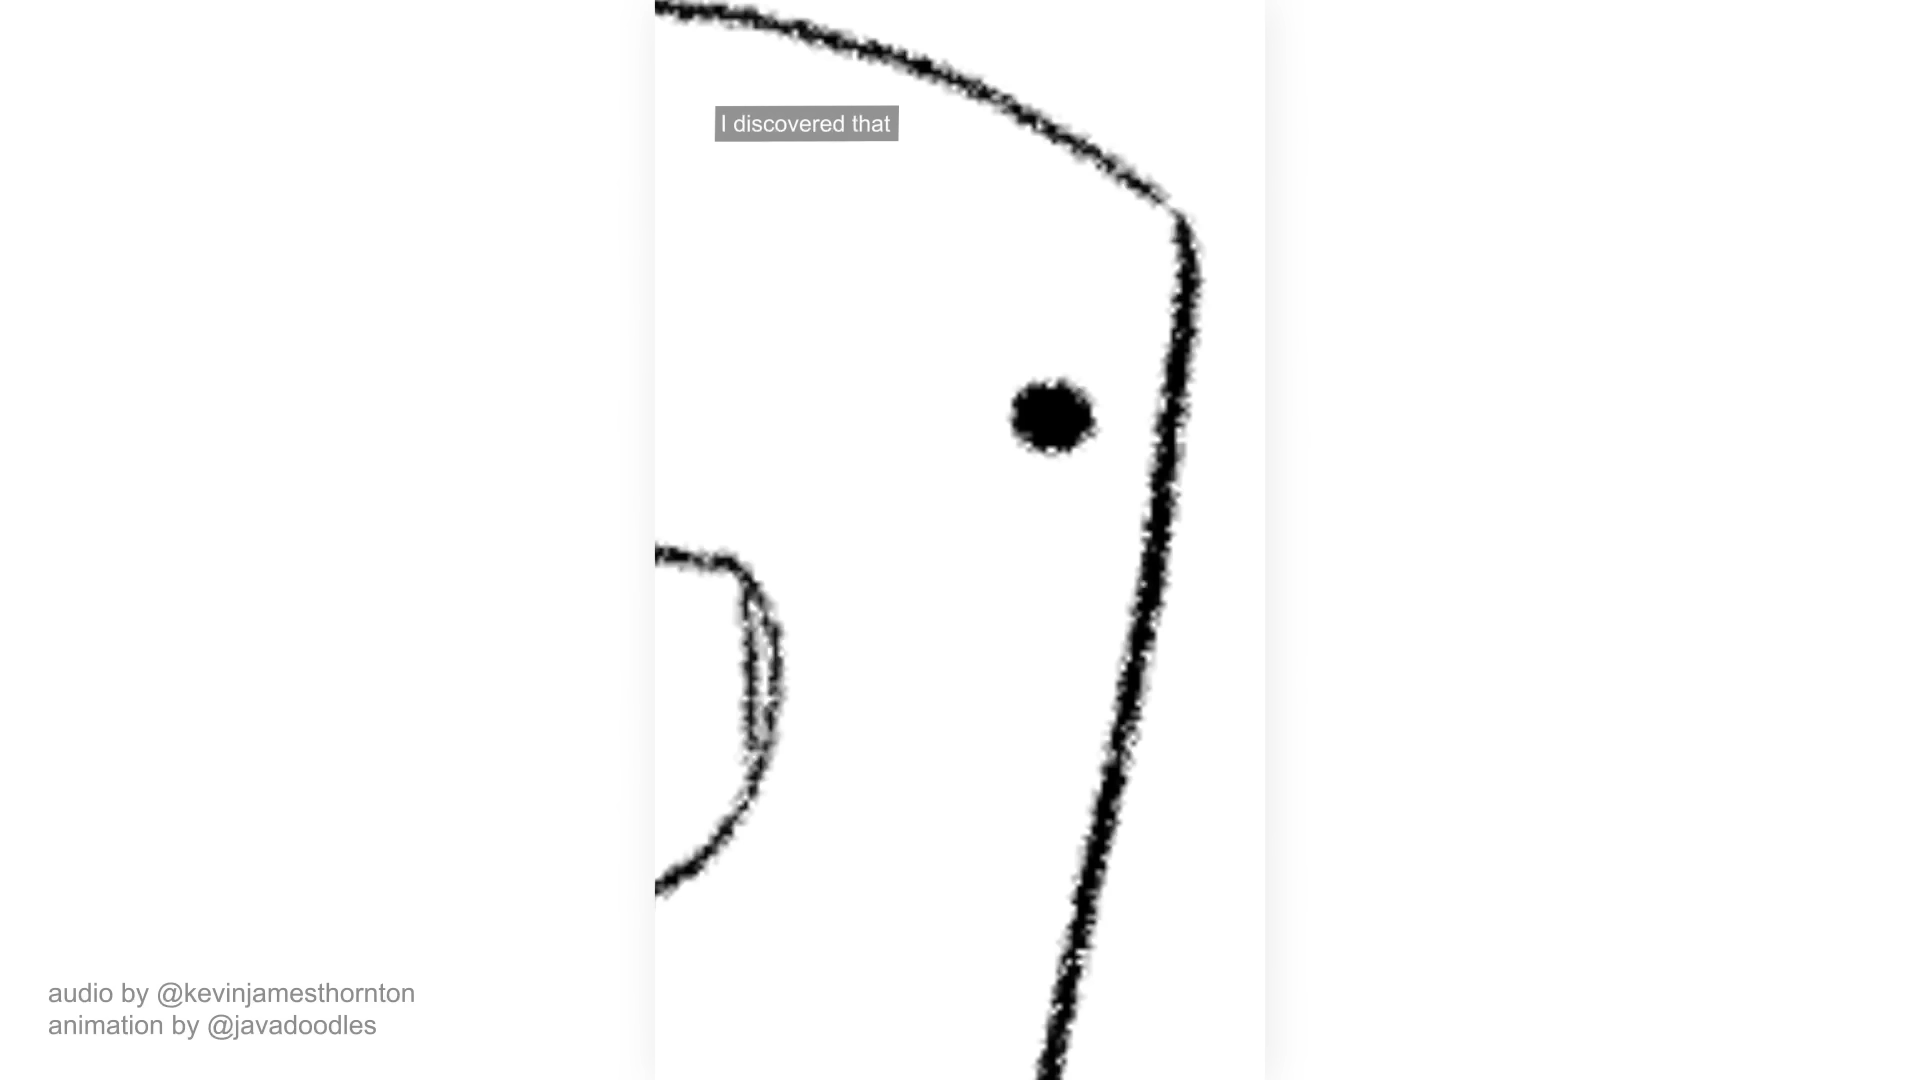 I discovered that
audio by @kevinjamesthornton
animation by @javadoodles